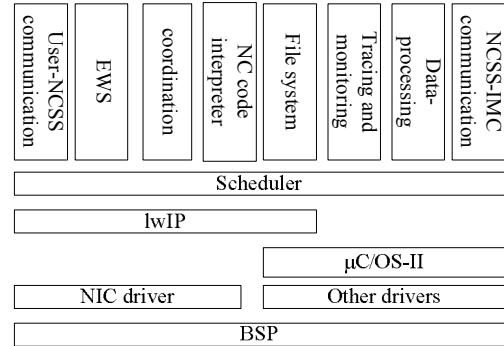 User-NCSS
communication
EWS
coordination
NC code
interpreter
File system
Tracing and
monitoring
Data-
processing
NCSS-IMC
communication
Scheduler
lwIP
μC/OS-II
NIC driver
Other drivers
BSP